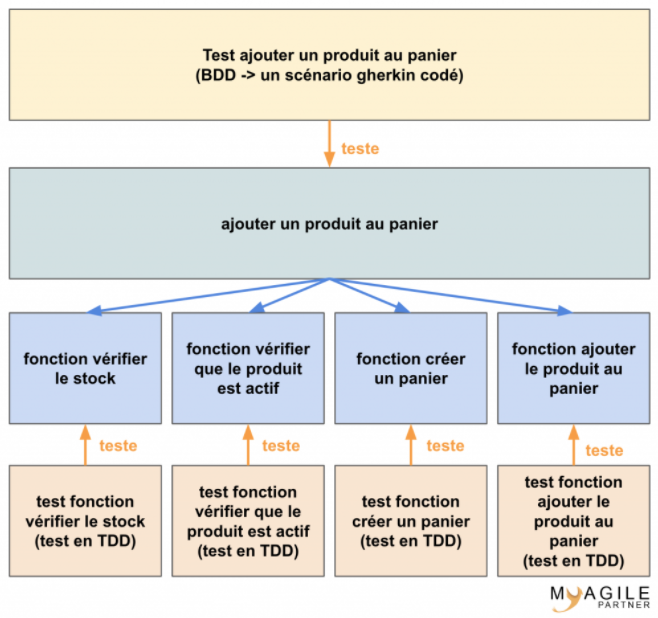 Test ajouter un produit au panier
(BDD -> un scénario gherkin codé)
teste
ajouter un produit au panier
fonction vérifier
le stock
fonction vérifier
que le produit
est actif
fonction créer
un panier
fonction ajouter
le produit au
panier
teste
teste
teste
teste
test fonction
vérifier le stock
(test en TDD)
test fonction
vérifier que le
produit est actif
(test en TDD)
test fonction
créer un panier
(test en TDD)
test fonction
ajouter le
produit au
panier
(test en TDD)
MyAGILE
PARTNER